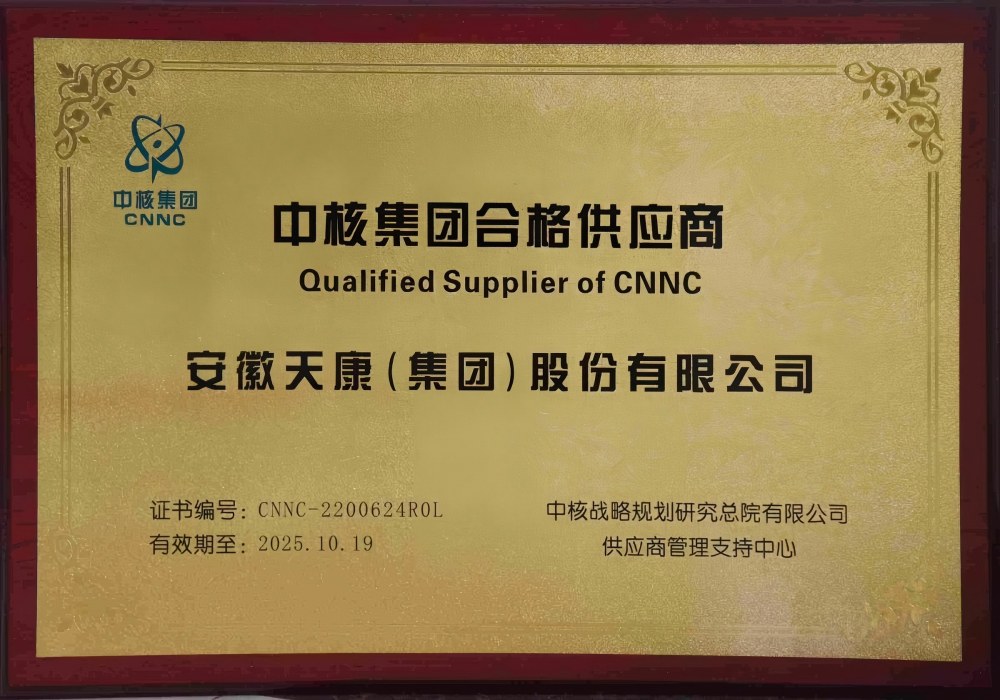 中核集团
CNNC
中核集团合格供应商
Qualified Supplier of CNNC
安徽天康(集团)股份有限公司
证书编号: CNNC-2200624R0L
有效期至: 2025.10.19
中核战略规划研究总院有限公司
供应商管理支持中心